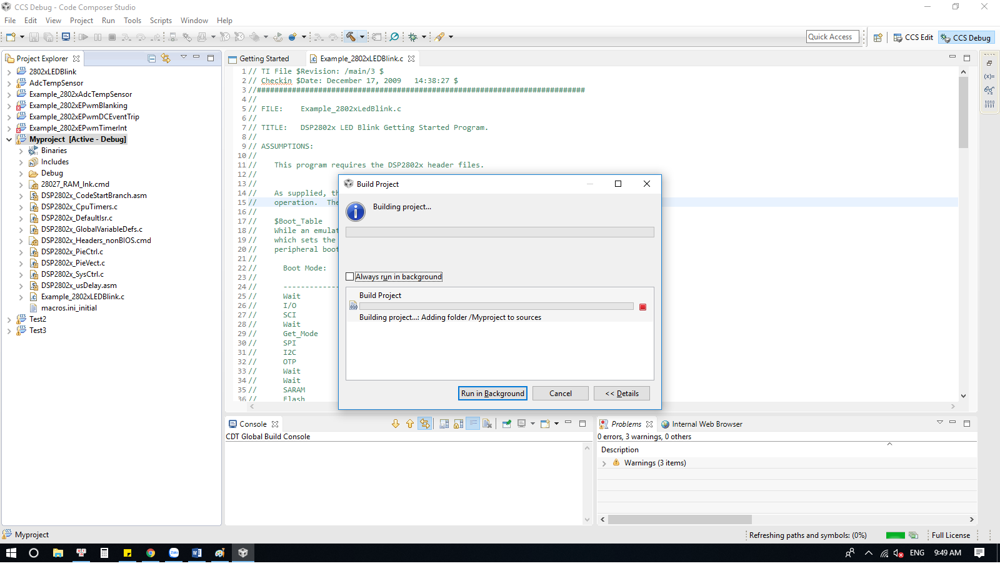 CCS Debug - Code Composer Studio
File Edit View Project Run Tools Scripts Window Help
Quick Access
CCS Edit
CCS Debug
Project Explorer
2802xLEDBlink
AdcTempSensor
Example_2802xAdcTempSensor
Example_2802xEPwmBlanking
Example_2802xEPwmDCEventTrip
Example_2802xEPwmTimerInt
Myproject [Active - Debug]
Binaries
Includes
Debug
28027_RAM_lnk.cmd
DSP2802x_CodeStartBranch.asm
DSP2802x_CpuTimers.c
DSP2802x_DefaultIsr.c
DSP2802x_GlobalVariableDefs.c
DSP2802x_Headers_nonBIOS.cmd
DSP2802x_PieCtrl.c
DSP2802x_PieVect.c
DSP2802x_SysCtrl.c
DSP2802x_usDelay.asm
Example_2802xLEDBlink.c
macros.ini_initial
Test2
Test3
Getting Started
Example_2802xLEDBlink.c
1 // TI File $Revision: /main/3 $
2 // Checkin $Date: December 17, 2009   14:38:27 $
3 //###########################################################################
4 //
5 // FILE:    Example_2802xLedBlink.c
6 //
7 // TITLE:   DSP2802x LED Blink Getting Started Program.
8 //
9 // ASSUMPTIONS:
10 //
11 //    This program requires the DSP2802x header files.
12 //
13 //
14 //    As supplied, th
15 //    operation.  The
16 //
17 //    $Boot_Table
18 //    While an emulat
19 //    which sets the
20 //    peripheral boot
21 //
22 //      Boot Mode:
23 //
24 //      -------------
25 //      Wait
26 //      I/O
27 //      SCI
28 //      Wait
29 //      Get_Mode
30 //      SPI
31 //      I2C
32 //      OTP
33 //      Wait
34 //      Wait
35 //      SARAM
36 //      Flash
Build Project
Building project...
Always run in background
Build Project
Building project...: Adding folder /Myproject to sources
Run in Background
Cancel
<< Details
Console
CDT Global Build Console
Problems
Internal Web Browser
0 errors, 3 warnings, 0 others
Description
Warnings (3 items)
Myproject
Refreshing paths and symbols: (0%)
Full License
ENG
9:49 AM